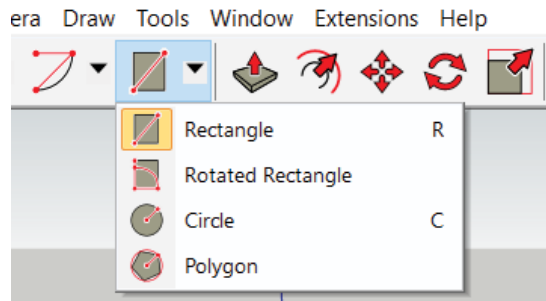 era Draw Tools Window Extensions Help
Rectangle R
Rotated Rectangle
Circle C
Polygon